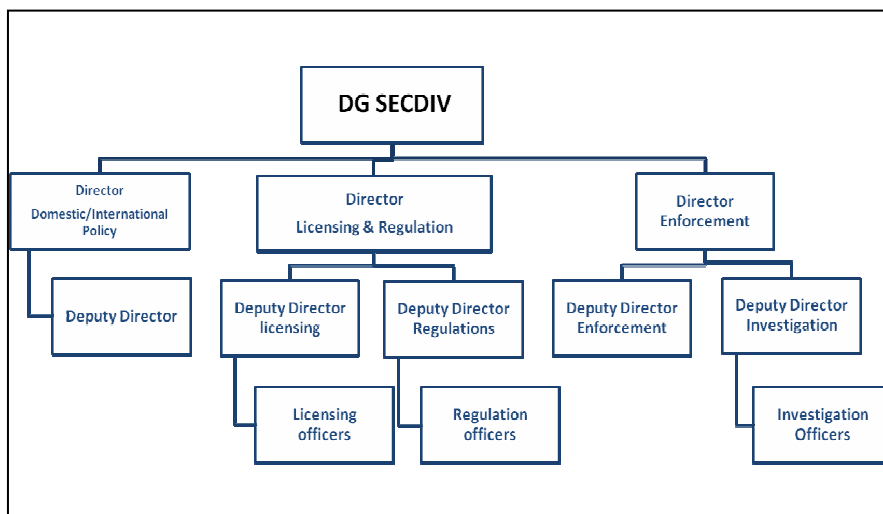 DG SECDIV
Director
Domestic/International
Policy
Director
Licensing & Regulation
Director
Enforcement
Deputy Director
Deputy Director
licensing
Deputy Director
Regulations
Deputy Director
Enforcement
Deputy Director
Investigation
Licensing
officers
Regulation
officers
Investigation
Officers